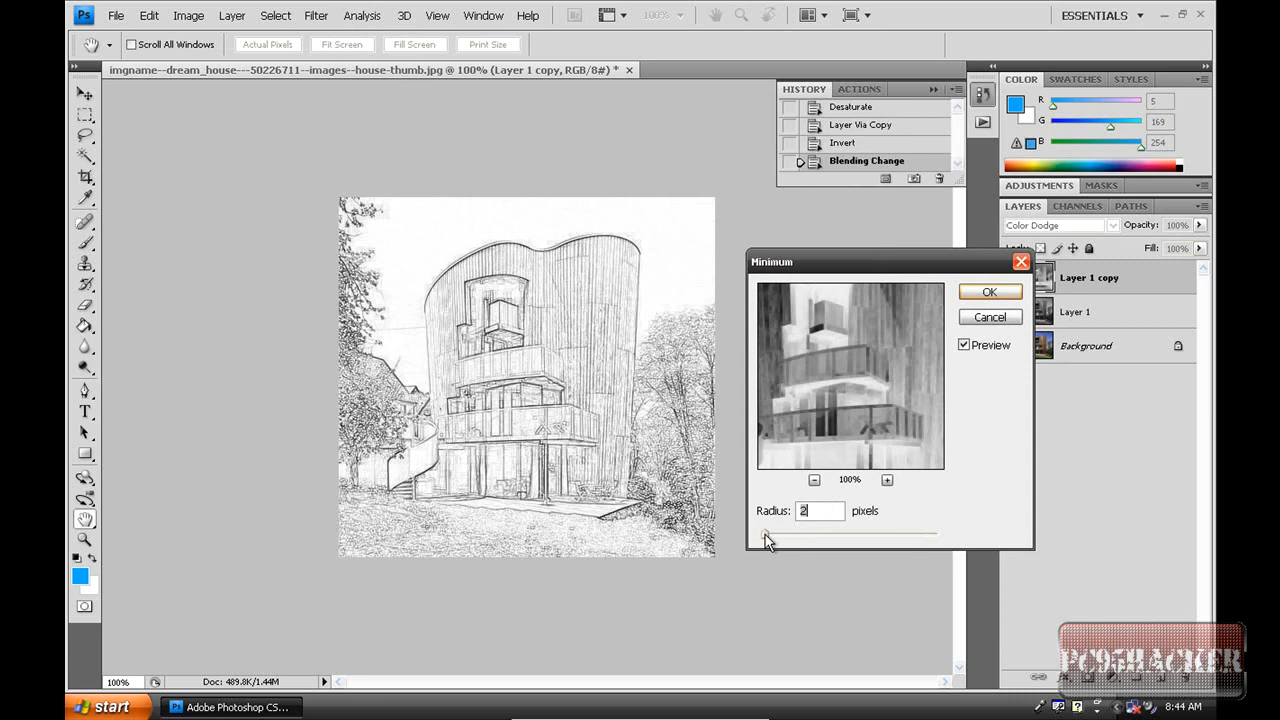 Ps File Edit Image Layer Select Filter Analysis 3D View Window Help Br 100% ESSENTIALS
Scroll All Windows Actual Pixels Fit Screen Fill Screen Print Size
imgname--dream_house---50226711--images--house-thumb.jpg @ 100% (Layer 1 copy, RGB/8#) *
HISTORY ACTIONS
Desaturate
Layer Via Copy
Invert
Blending Change
COLOR SWATCHES STYLES
R 5
G 169
B 254
ADJUSTMENTS MASKS
LAYERS CHANNELS PATHS
Color Dodge Opacity: 100%
Fill: 100%
Layer 1 copy
Layer 1
Background
Minimum
OK
Cancel
Preview
100%
Radius: 2 pixels
T
100% Doc: 489.8K/1.44M
start Ps Adobe Photoshop CS... 8:44 AM